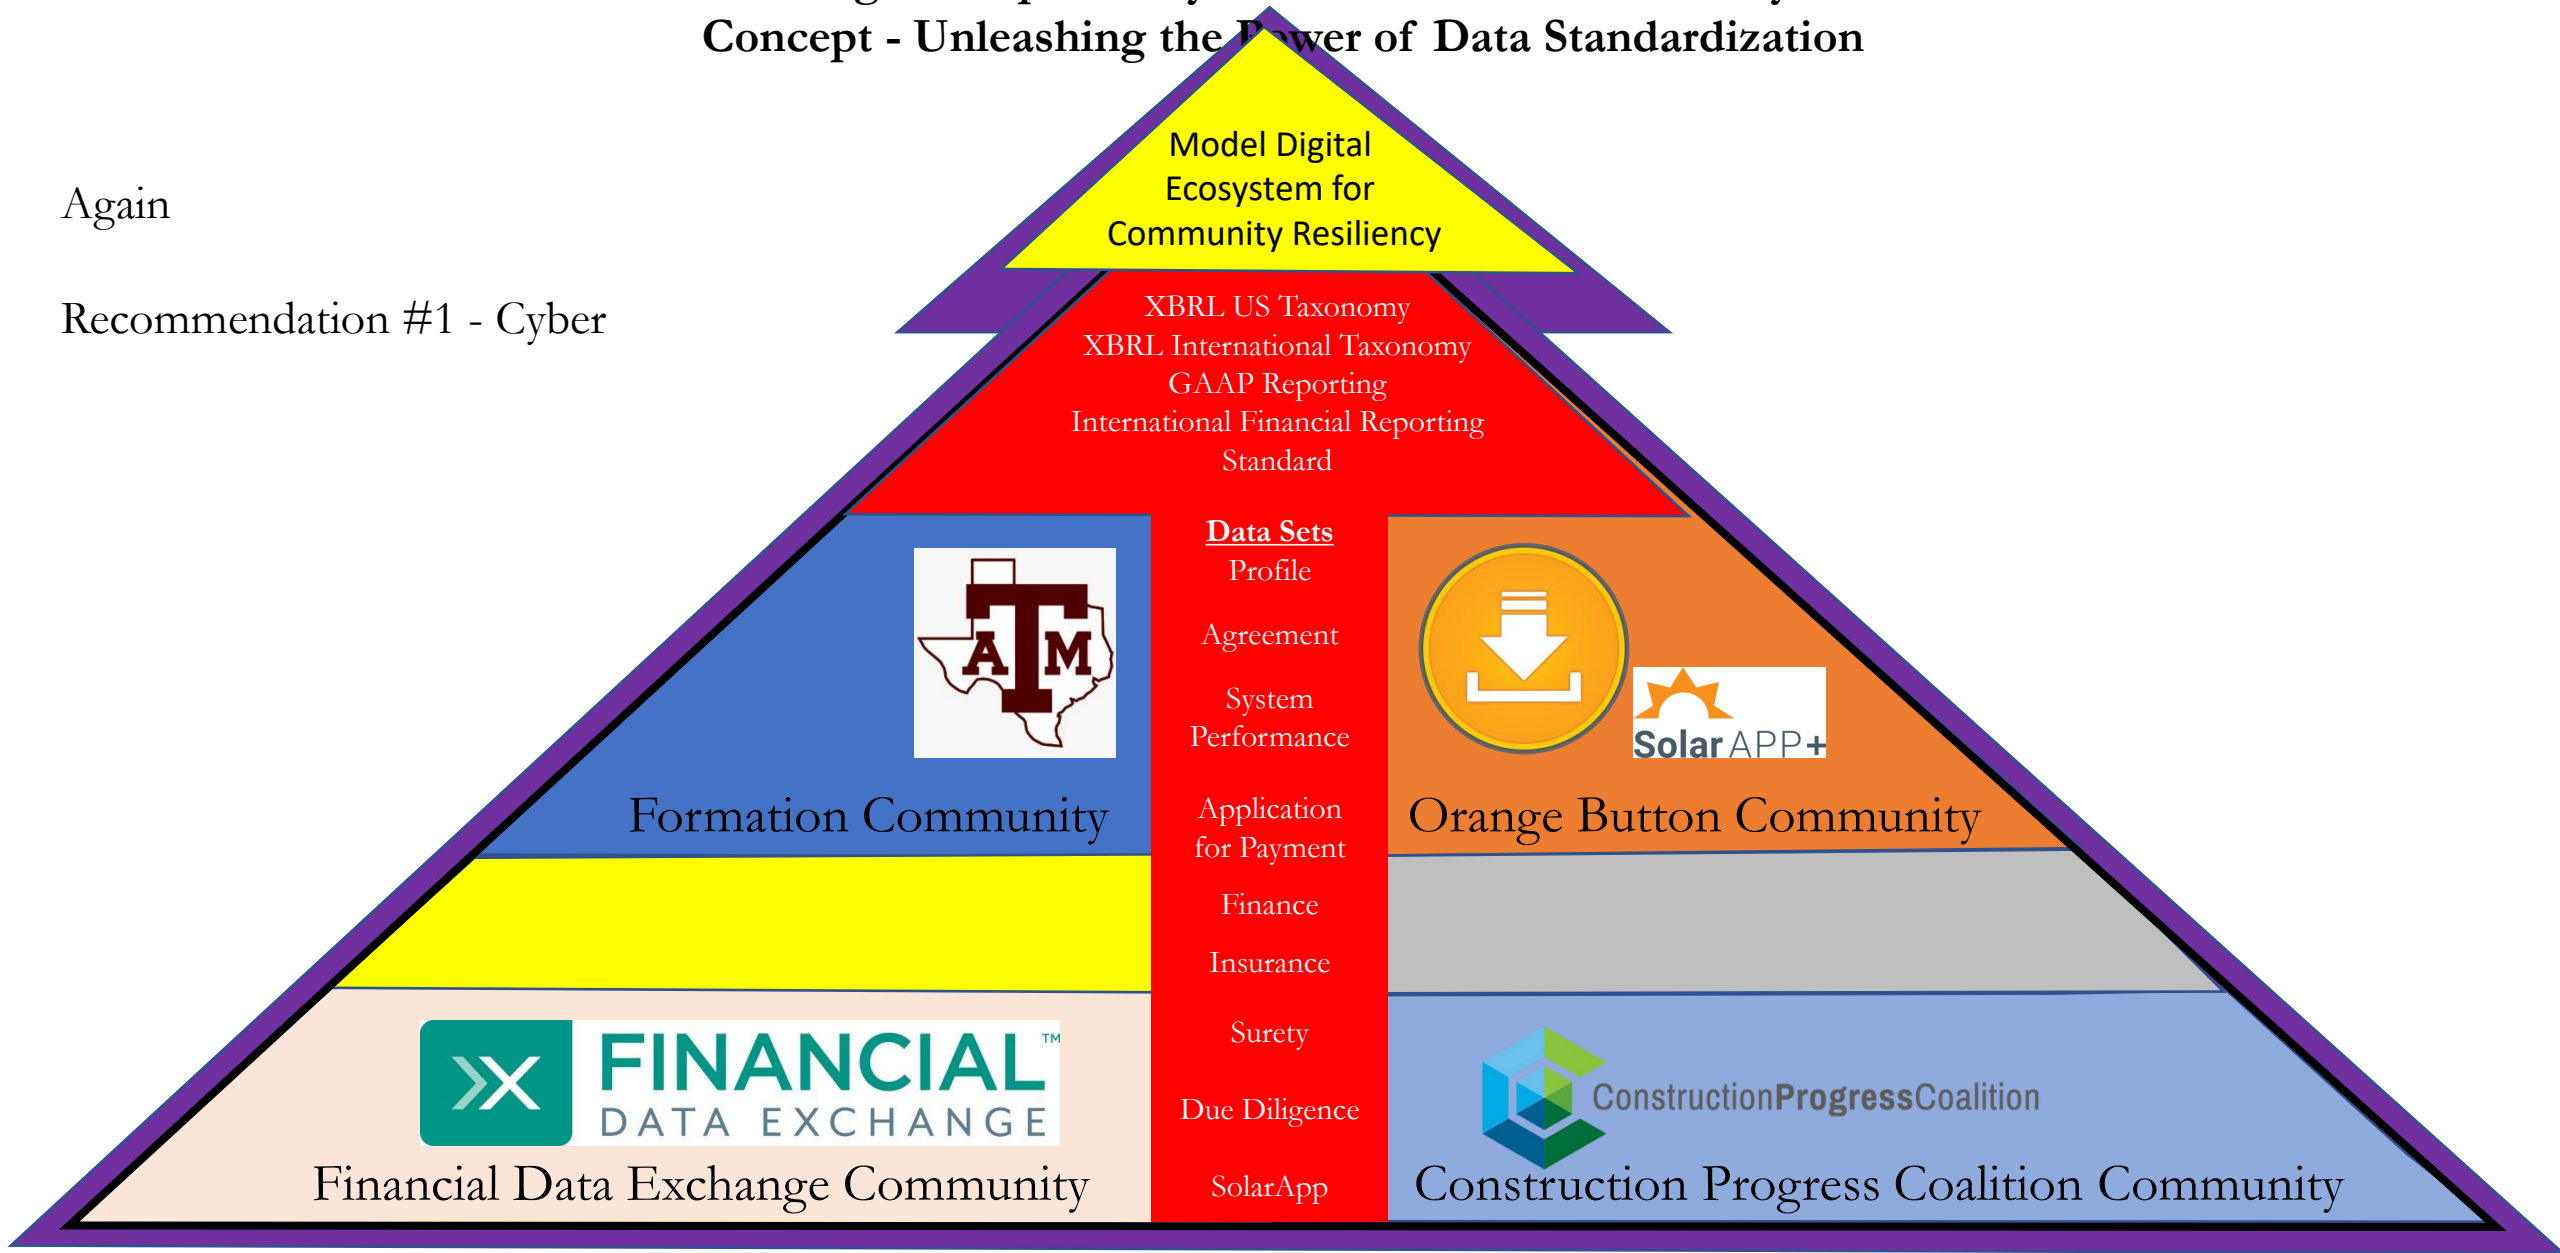 Concept - Unleashing the Power of Data Standardization
Again
Recommendation #1 - Cyber
Model Digital
Ecosystem for
Community Resiliency
XBRL US Taxonomy
XBRL International Taxonomy
GAAP Reporting
International Financial Reporting
Standard
Data Sets
Profile
Agreement
System
Performance
Application
for Payment
Finance
Insurance
Surety
Due Diligence
SolarApp
A T M
Formation Community
SolarAPP+
Orange Button Community
FINANCIAL™
DATA EXCHANGE
Financial Data Exchange Community
ConstructionProgressCoalition
Construction Progress Coalition Community